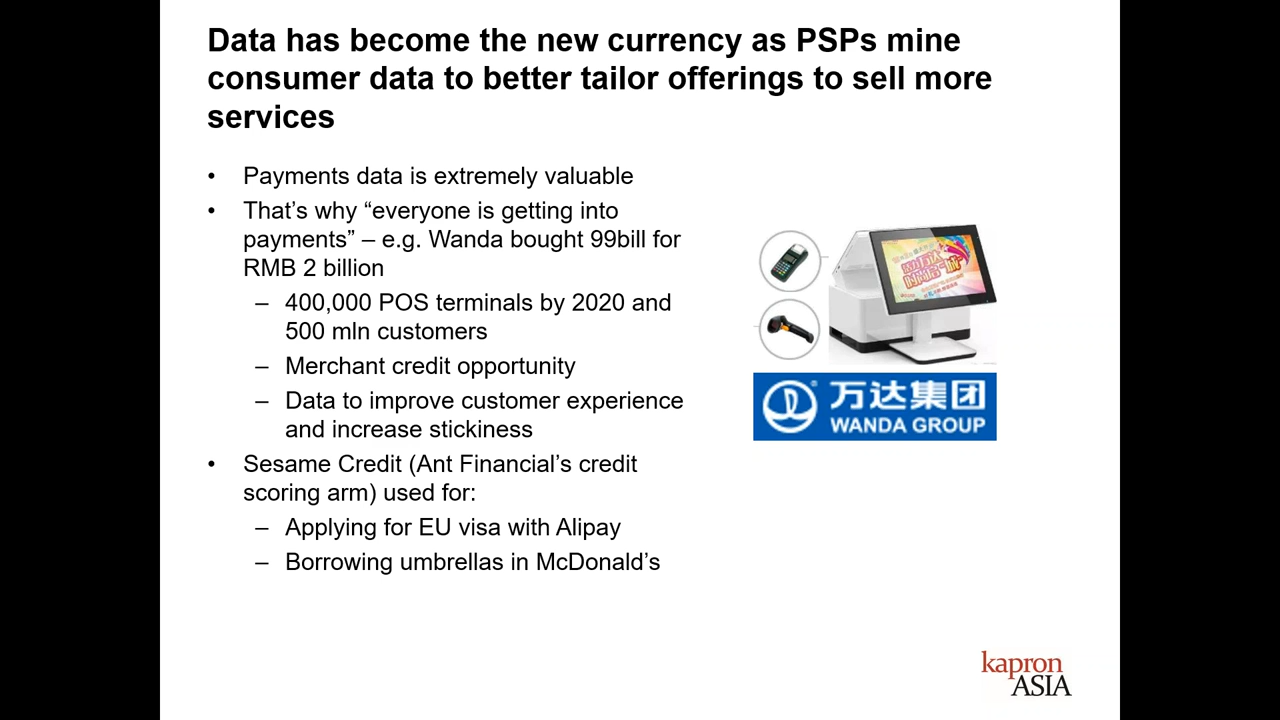 Data has become the new currency as PSPs mine
consumer data to better tailor offerings to sell more
services
• Payments data is extremely valuable
• That’s why “everyone is getting into
payments” – e.g. Wanda bought 99bill for
RMB 2 billion
– 400,000 POS terminals by 2020 and
500 mln customers
– Merchant credit opportunity
– Data to improve customer experience
and increase stickiness
• Sesame Credit (Ant Financial’s credit
scoring arm) used for:
– Applying for EU visa with Alipay
– Borrowing umbrellas in McDonald’s
万达集团
WANDA GROUP
kapron
ASIA